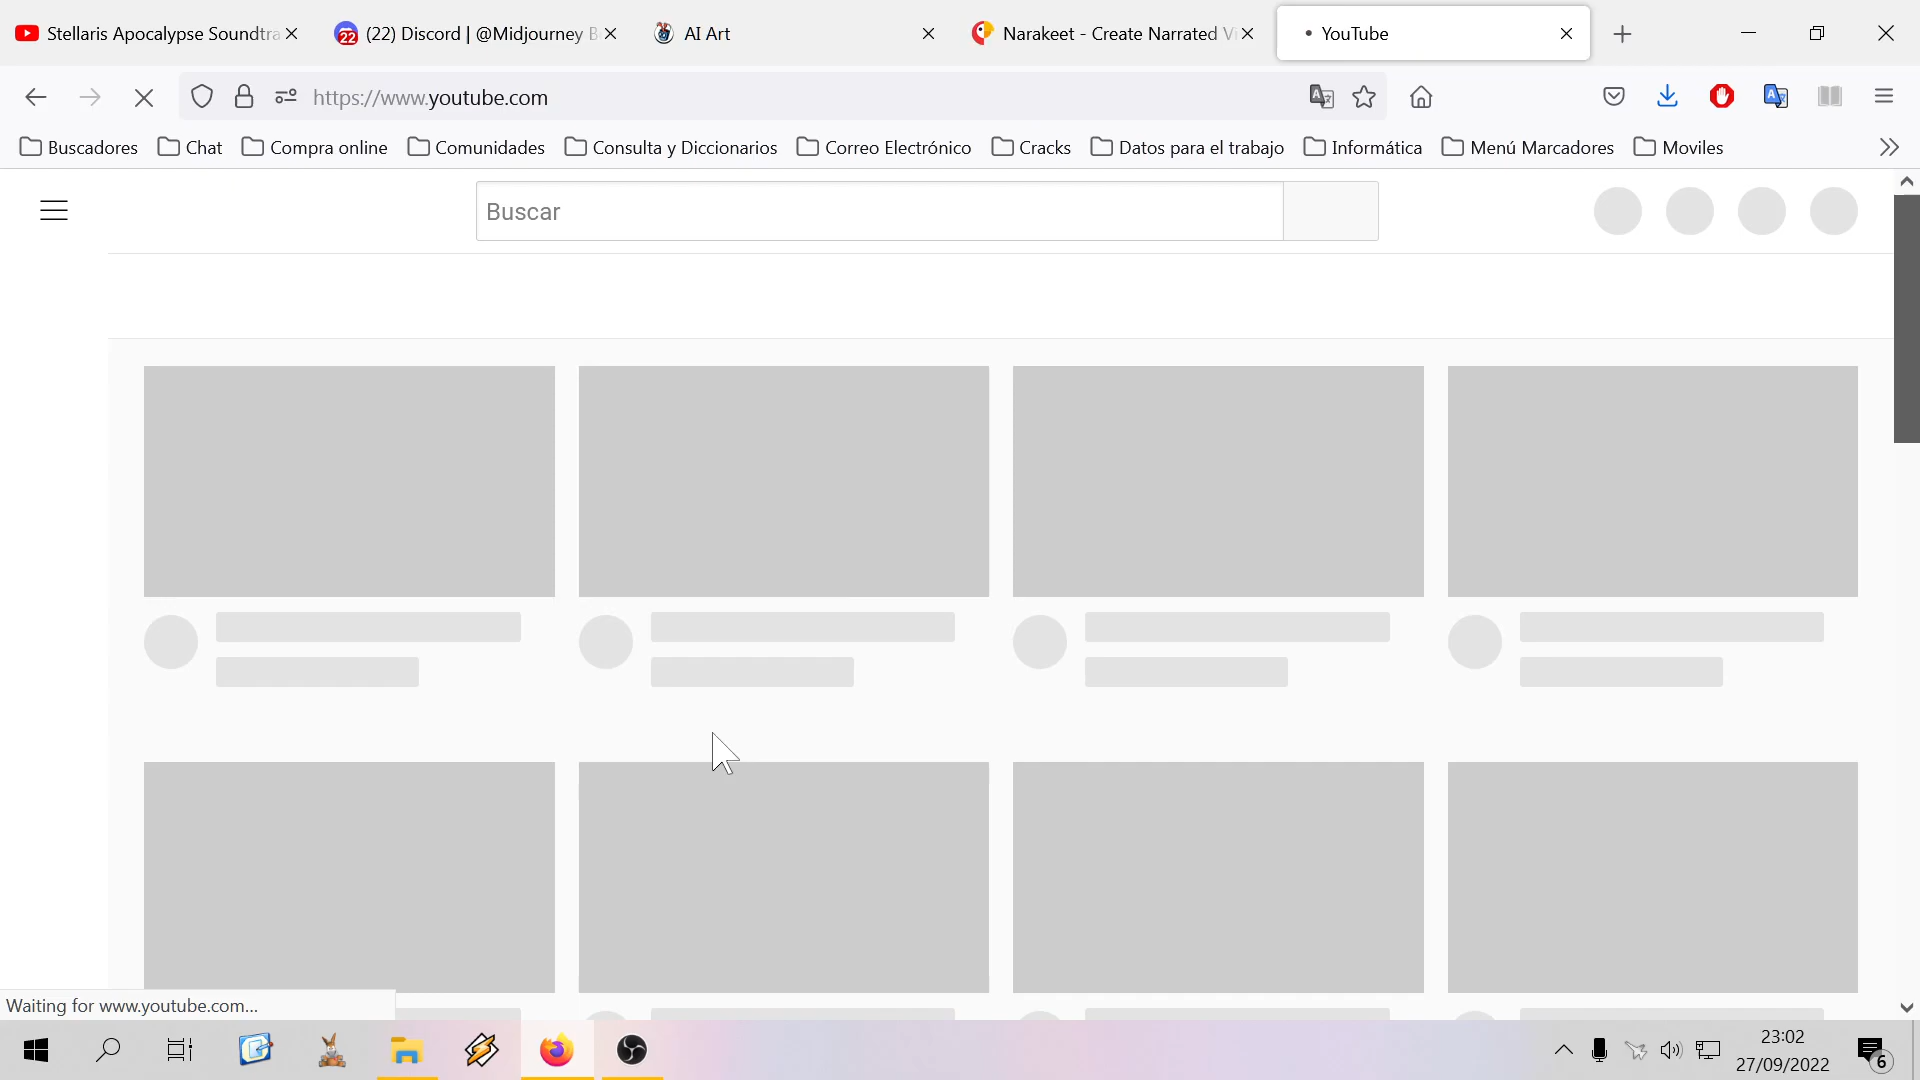 Stellaris Apocalypse Soundtra
(22) Discord | @Midjourney B
AI Art
Narakeet - Create Narrated Vi
• YouTube
https://www.youtube.com
Buscadores
Chat
Compra online
Comunidades
Consulta y Diccionarios
Correo Electrónico
Cracks
Datos para el trabajo
Informática
Menú Marcadores
Moviles
Buscar
Waiting for www.youtube.com...
23:02
27/09/2022
6